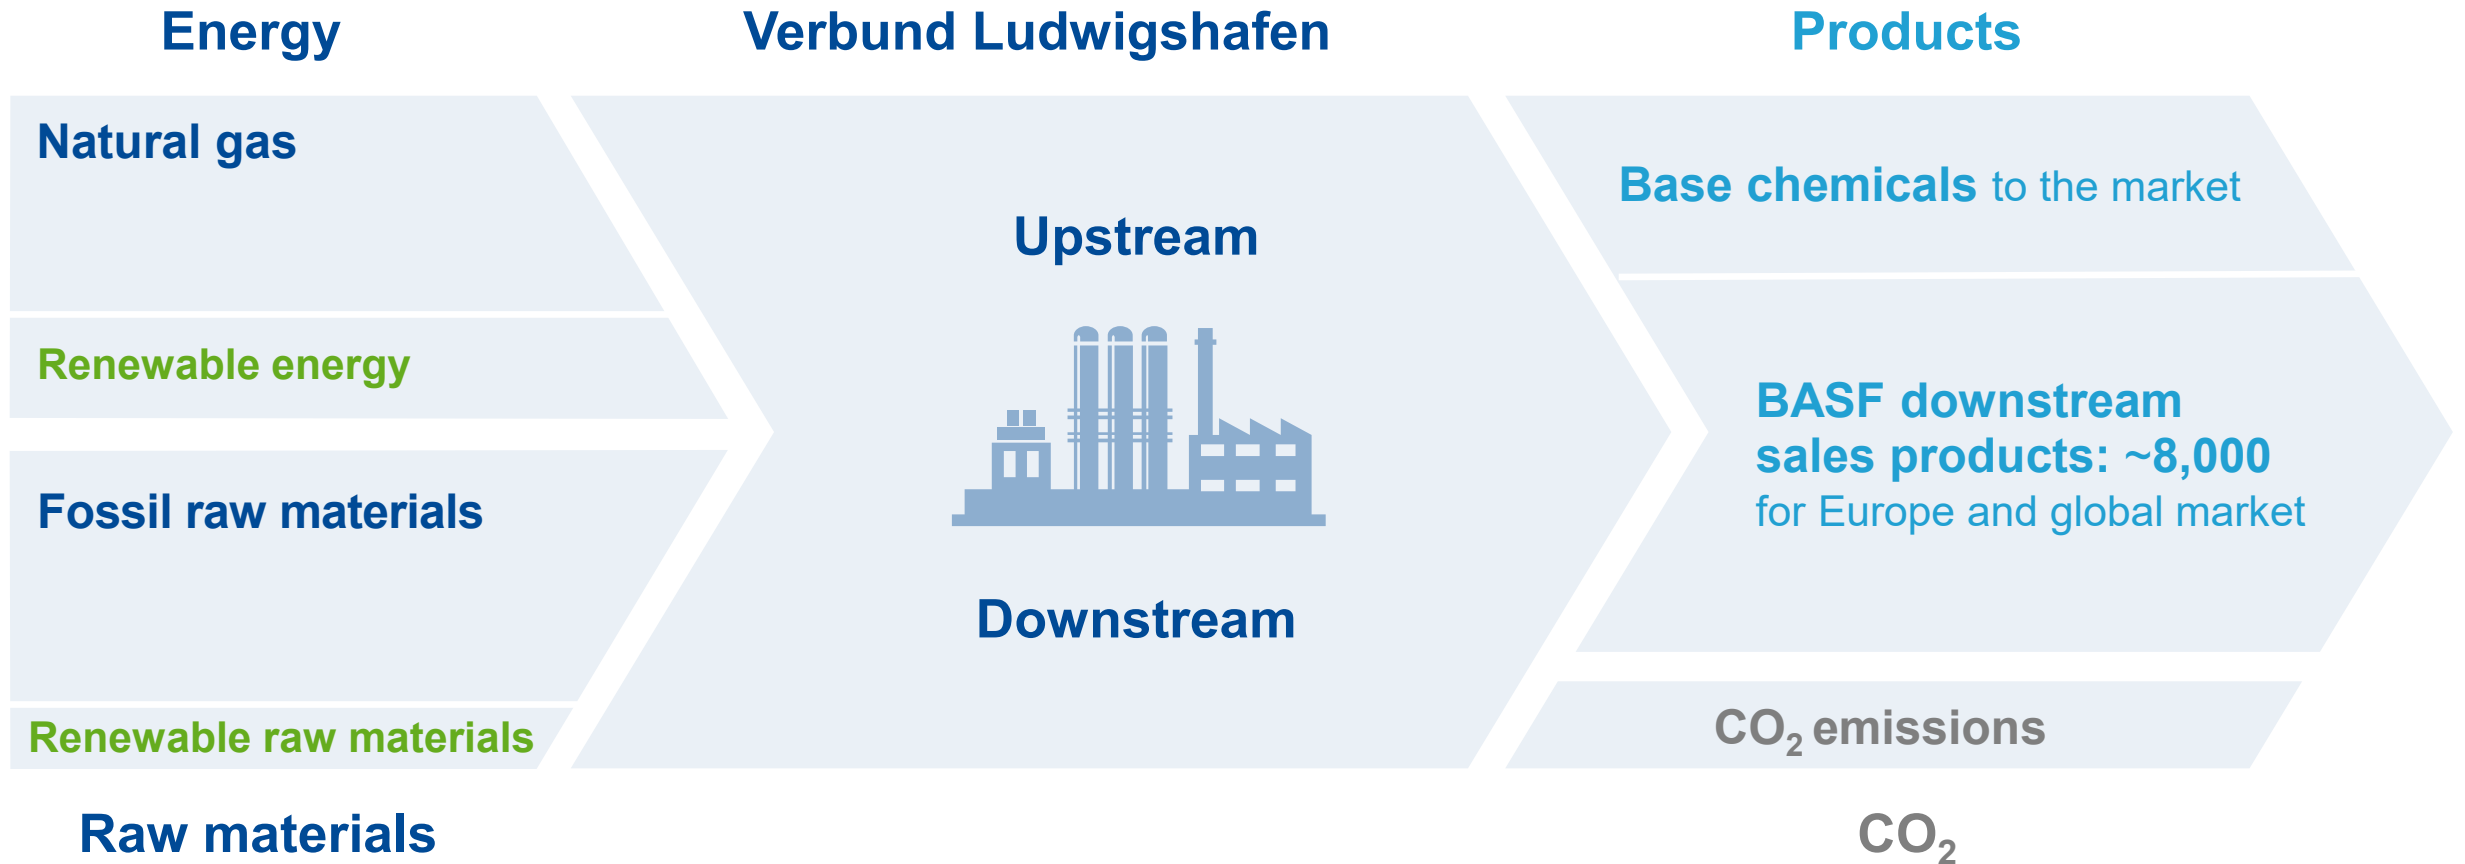 Energy
Verbund Ludwigshafen
Products
Natural gas
Renewable energy
Fossil raw materials
Renewable raw materials
Raw materials
Upstream
Downstream
Base chemicals to the market
BASF downstream
sales products: ~8,000
for Europe and global market
CO₂ emissions
CO₂